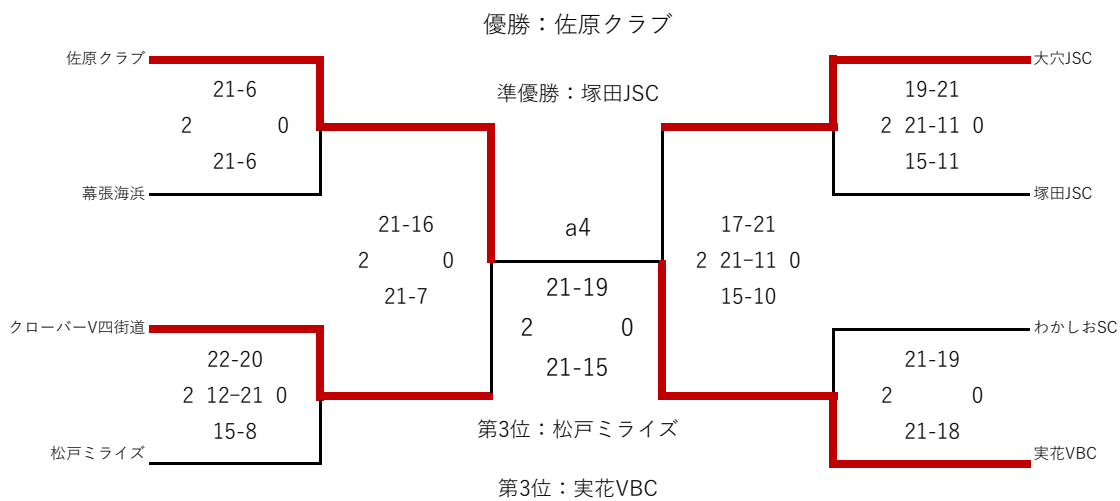 優勝：佐原クラブ
佐原クラブ
大穴JSC
21-6
準優勝：塚田JSC
19-21
2 0
2 21-11 0
21-6
15-11
幕張海浜
塚田JSC
21-16
a4
17-21
2 0
2 21−11 0
21-7
21-19
15-10
クローバーV四街道
2 0
わかしおSC
22-20
21-15
21-19
2 12−21 0
2 0
15-8
第3位：松戸ミライズ
21-18
松戸ミライズ
実花VBC
第3位：実花VBC